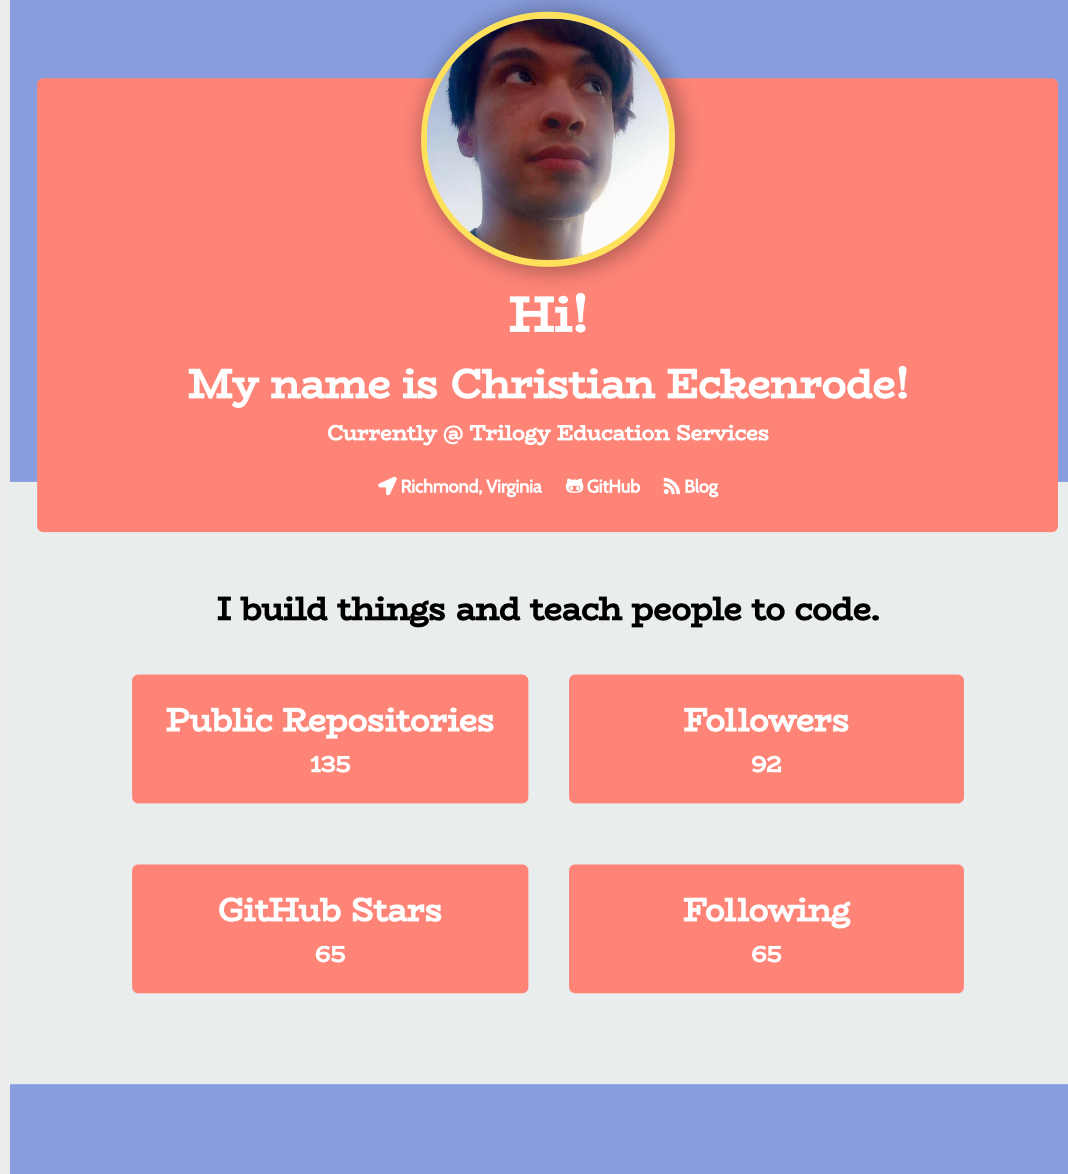 Hi!
My name is Christian Eckenrode!
Currently @ Trilogy Education Services
Richmond, Virginia GitHub Blog
I build things and teach people to code.
Public Repositories
135
Followers
92
GitHub Stars
65
Following
65